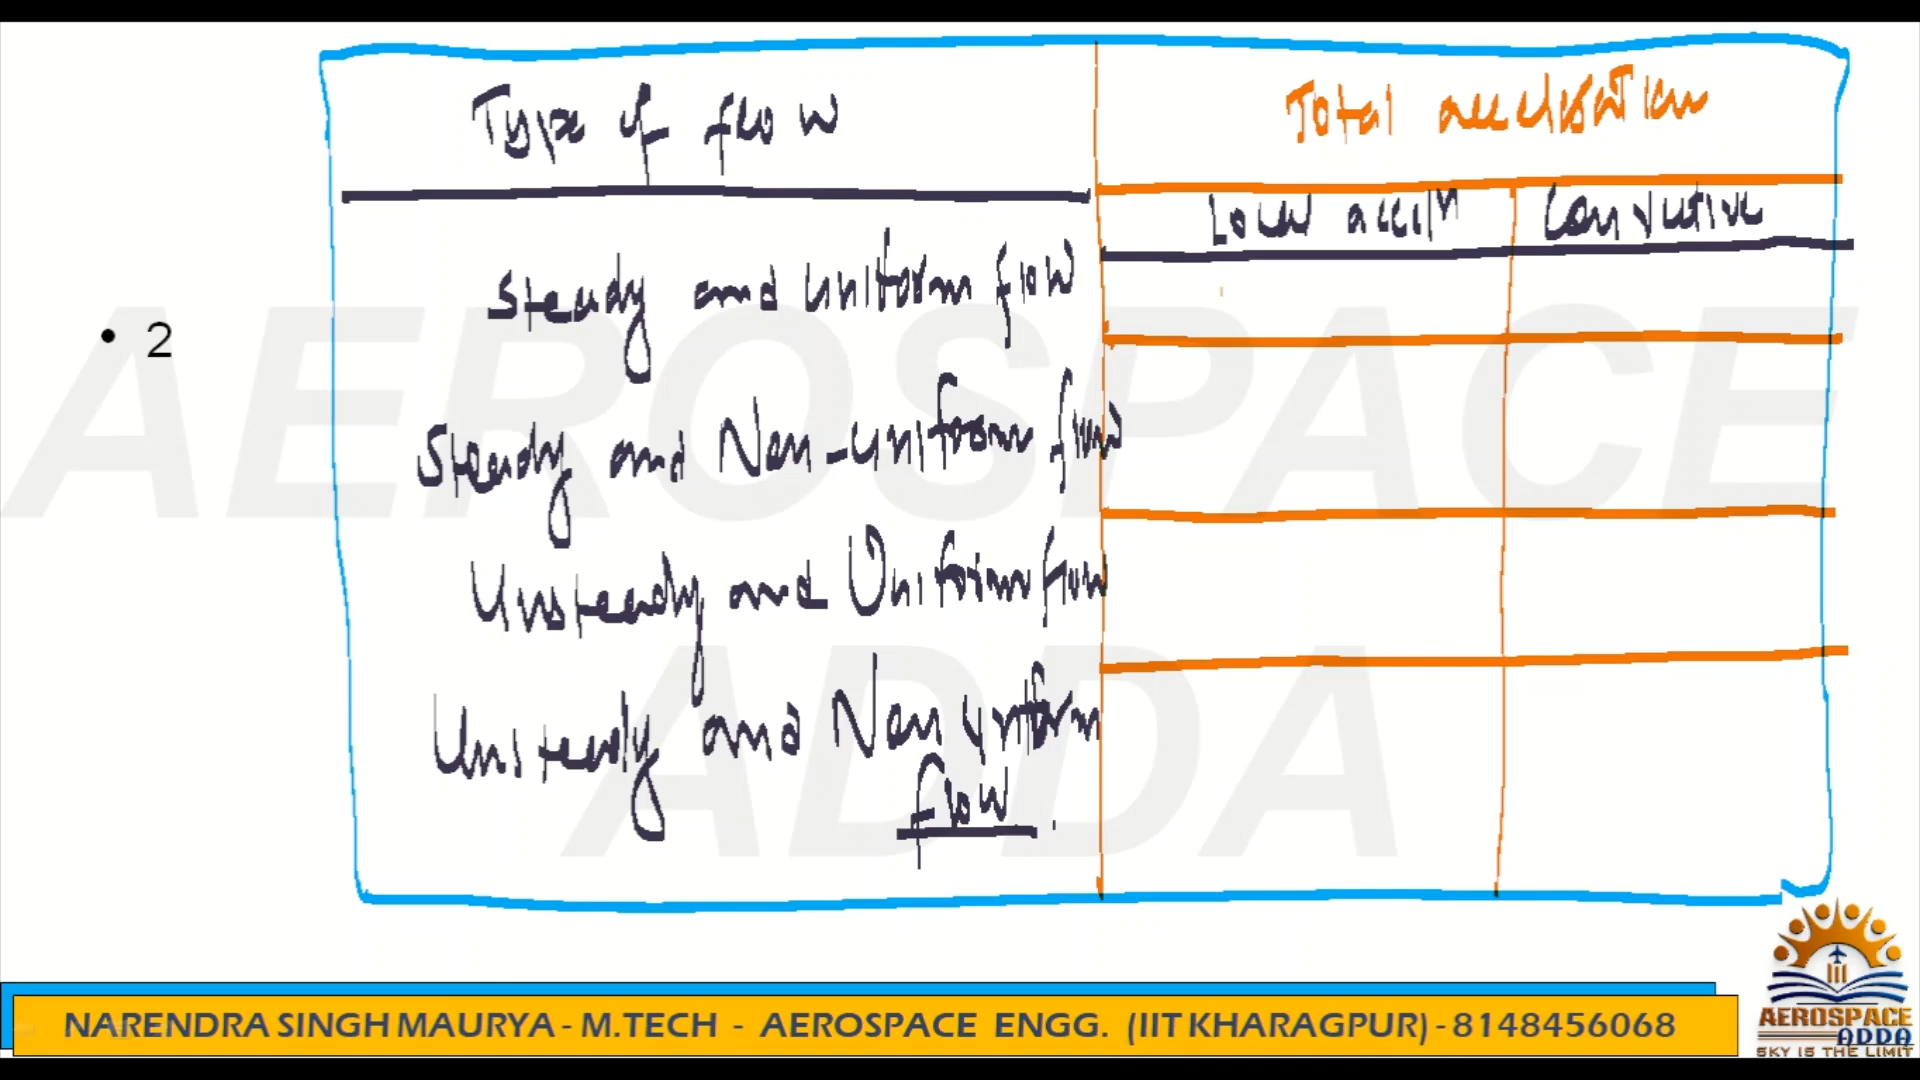 Type of flow
Total acceleration
Local accl^n
Convective
Steady and uniform flow
• 2
Steady and Non-uniform flow
Unsteady and Uniform flow
Unsteady and Non uniform
flow
AEROSPACE
ADDA
NARENDRA SINGH MAURYA - M.TECH - AEROSPACE ENGG. (IIT KHARAGPUR) - 8148456068
AEROSPACE
ADDA
SKY IS THE LIMIT